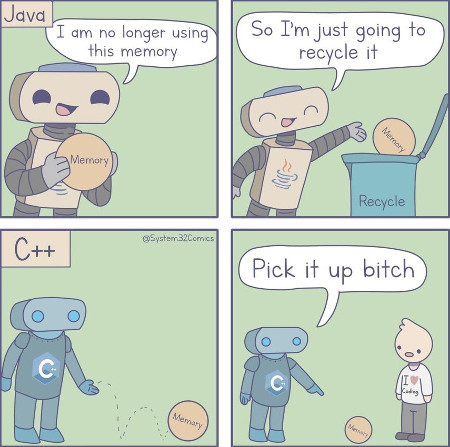 Java
I am no longer using
this memory
Memory
So I'm just going to
recycle it
Memory
Recycle
C++
@System32Comics
C++
Memory
Pick it up bitch
C++
I ❤
Coding
Memory